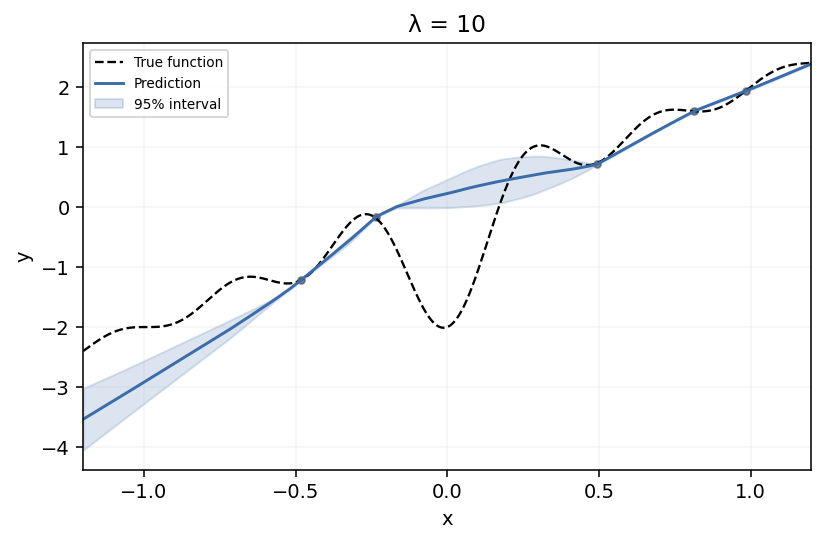 λ = 10
True function
Prediction
95% interval
2
1
0
−1
−2
−3
−4
y
−1.0 −0.5 0.0 0.5 1.0
x